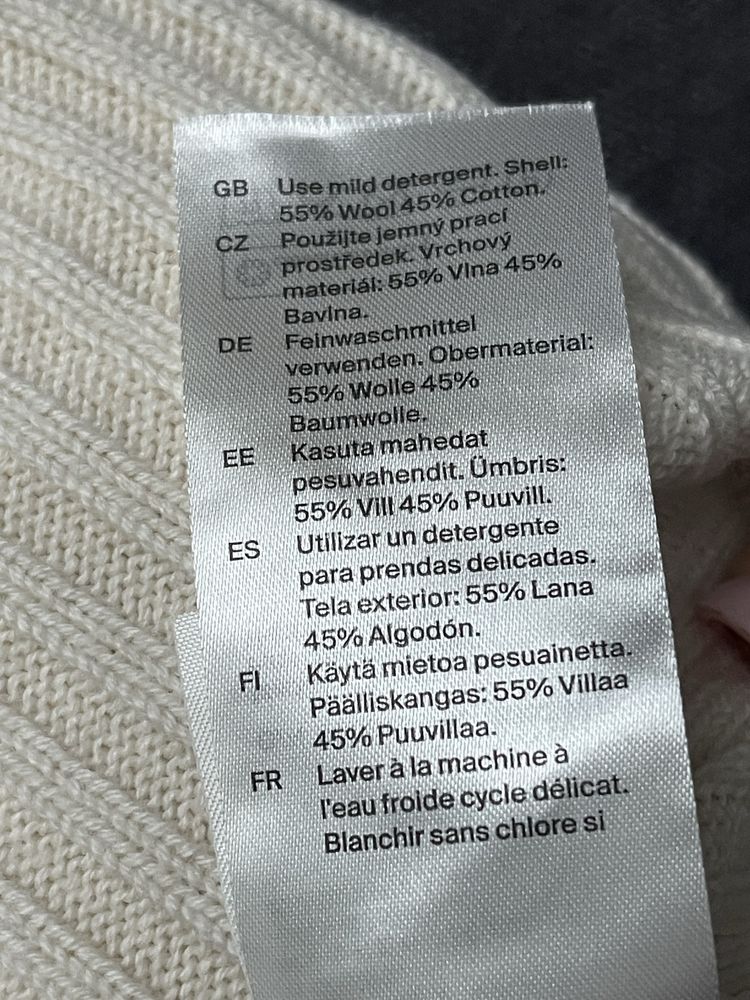 GB Use mild detergent. Shell:
55% Wool 45% Cotton.
CZ Použijte jemný prací
prostředek. Vrchový
materiál: 55% Vlna 45%
Bavlna.
DE Feinwaschmittel
verwenden. Obermaterial:
55% Wolle 45%
Baumwolle.
EE Kasuta mahedat
pesuvahendit. Ümbris:
55% Vill 45% Puuvill.
ES Utilizar un detergente
para prendas delicadas.
Tela exterior: 55% Lana
45% Algodón.
FI Käytä mietoa pesuainetta.
Päälliskangas: 55% Villaa
45% Puuvillaa.
FR Laver à la machine à
l'eau froide cycle délicat.
Blanchir sans chlore si